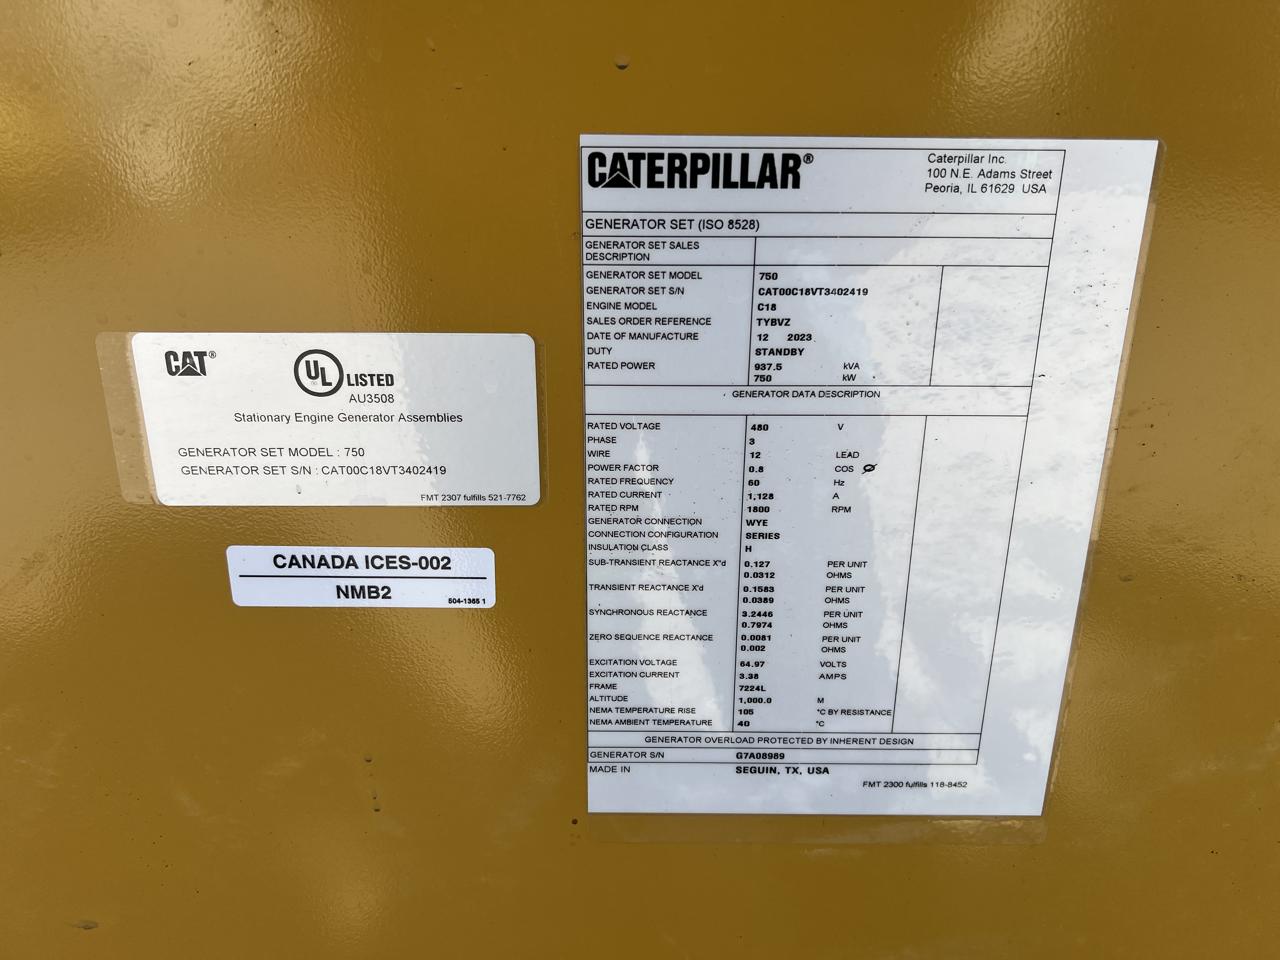 CAT®
UL LISTED
AU3508
Stationary Engine Generator Assemblies
GENERATOR SET MODEL : 750
GENERATOR SET S/N : CAT00C18VT3402419
FMT 2307 fulfills 521-7762
CANADA ICES-002
NMB2
504-1365 1
CATERPILLAR®
Caterpillar Inc.
100 N.E. Adams Street
Peoria, IL 61629 USA
GENERATOR SET (ISO 8528)
GENERATOR SET SALES
DESCRIPTION
GENERATOR SET MODEL 750
GENERATOR SET S/N CAT00C18VT3402419
ENGINE MODEL C18
SALES ORDER REFERENCE TYBVZ
DATE OF MANUFACTURE 12 2023
DUTY STANDBY
RATED POWER 937.5 kVA
750 kW
GENERATOR DATA DESCRIPTION
RATED VOLTAGE 480 V
PHASE 3
WIRE 12 LEAD
POWER FACTOR 0.8 COS Ø
RATED FREQUENCY 60 Hz
RATED CURRENT 1,128 A
RATED RPM 1800 RPM
GENERATOR CONNECTION WYE
CONNECTION CONFIGURATION SERIES
INSULATION CLASS H
SUB-TRANSIENT REACTANCE X"d 0.127 PER UNIT
0.0312 OHMS
TRANSIENT REACTANCE X'd 0.1583 PER UNIT
0.0389 OHMS
SYNCHRONOUS REACTANCE 3.2446 PER UNIT
0.7974 OHMS
ZERO SEQUENCE REACTANCE 0.0081 PER UNIT
0.002 OHMS
EXCITATION VOLTAGE 64.97 VOLTS
EXCITATION CURRENT 3.38 AMPS
FRAME 7224L
ALTITUDE 1,000.0 M
NEMA TEMPERATURE RISE 105 °C BY RESISTANCE
NEMA AMBIENT TEMPERATURE 40 °C
GENERATOR OVERLOAD PROTECTED BY INHERENT DESIGN
GENERATOR S/N G7A08989
MADE IN SEGUIN, TX, USA
FMT 2300 fulfills 118-8452